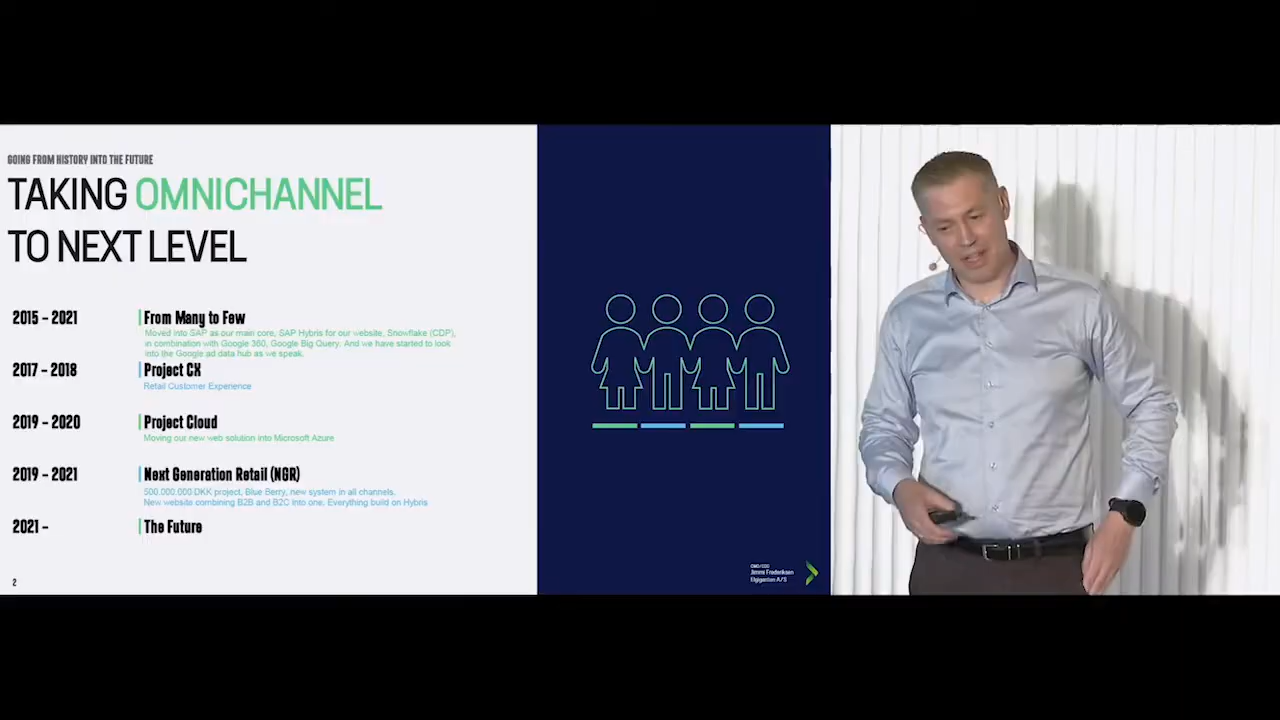 GOING FROM HISTORY INTO THE FUTURE
TAKING OMNICHANNEL
TO NEXT LEVEL
2015 - 2021
From Many to Few
Moved into SAP as our main core, SAP Hybris for our website, Snowflake (CDP),
in combination with Google 360, Google Big Query. And we have started to look
into the Google ad data hub as we speak.
2017 - 2018
Project CX
Retail Customer Experience
2019 - 2020
Project Cloud
Moving our new web solution into Microsoft Azure
2019 - 2021
Next Generation Retail (NGR)
500.000.000 DKK project, Blue Berry, new system in all channels.
New website combining B2B and B2C into one. Everything build on Hybris
2021 -
The Future
2
Frederiksen
Elgiganten A/S